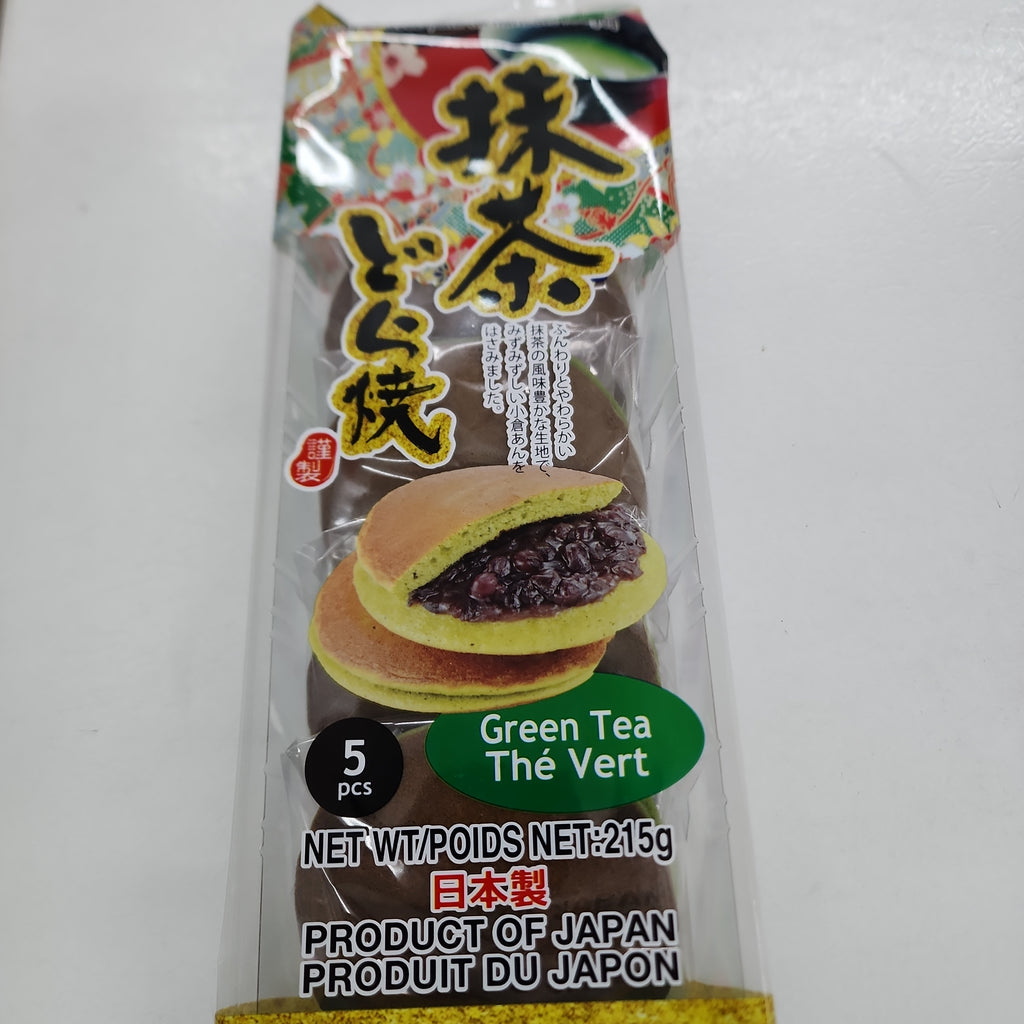 抹茶
どら焼
謹製
ふんわりとやわらかい
抹茶の風味豊かな生地で、
みずみずしい小倉あんを
はさみました。
5
pcs
Green Tea
Thé Vert
NET WT/POIDS NET:215g
日本製
PRODUCT OF JAPAN
PRODUIT DU JAPON